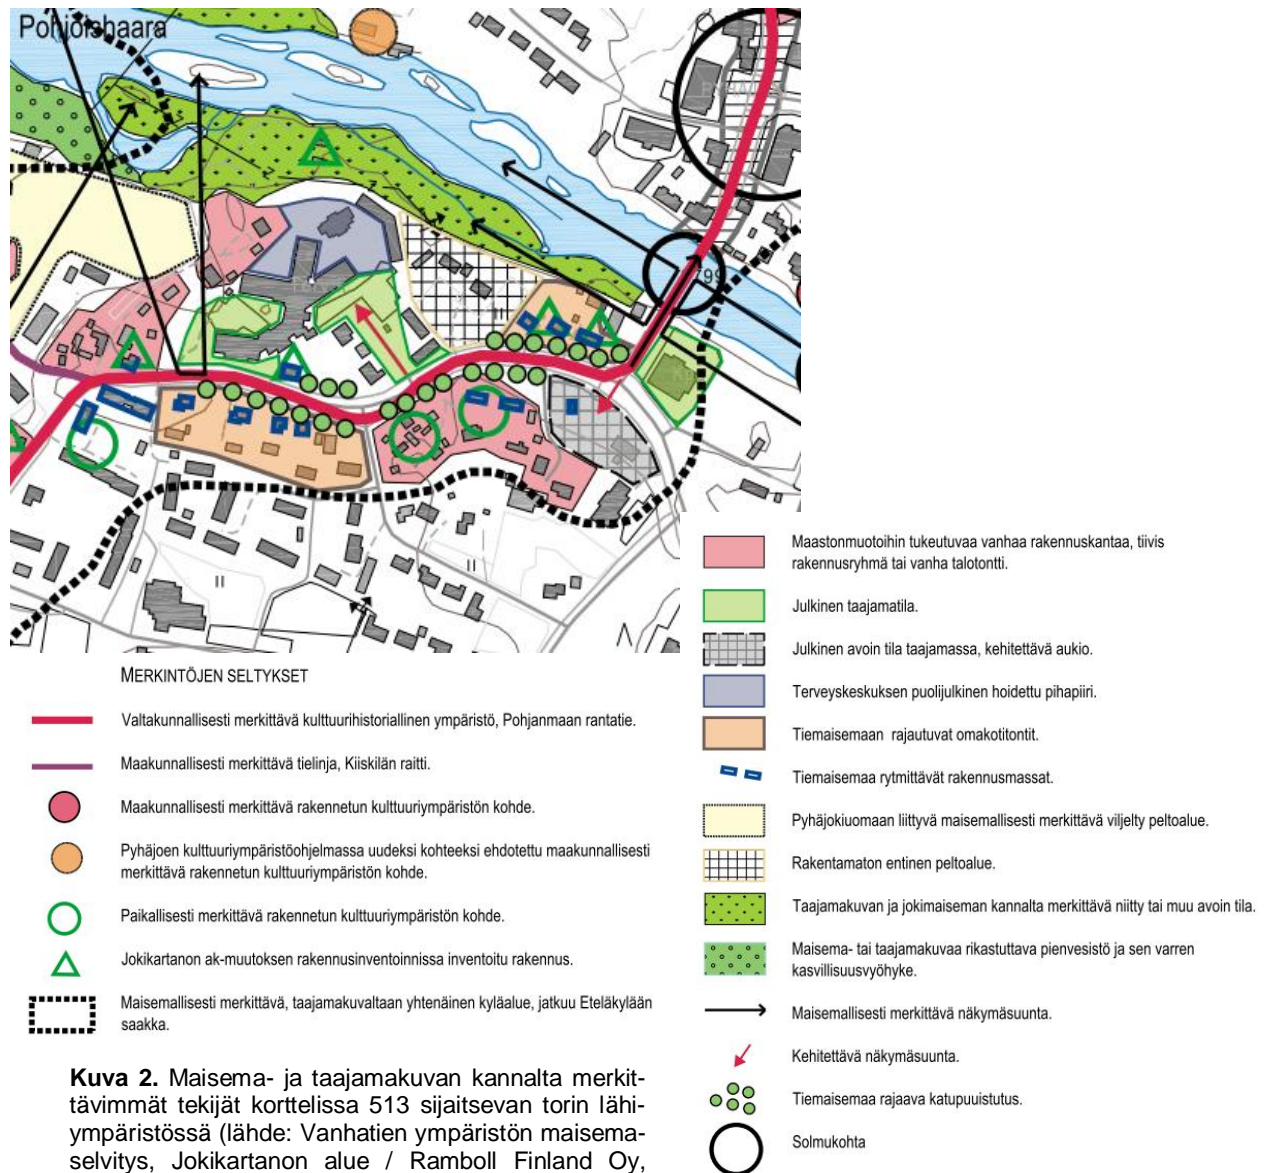 Pohjoishaara
799
III
II
II
MERKINTÖJEN SELTYKSET
Valtakunnallisesti merkittävä kulttuurihistoriallinen ympäristö, Pohjanmaan rantatie.
Maakunnallisesti merkittävä tielinja, Kiiskilän raitti.
Maakunnallisesti merkittävä rakennetun kulttuuriympäristön kohde.
Pyhäjoen kulttuuriympäristöohjelmassa uudeksi kohteeksi ehdotettu maakunnallisesti
merkittävä rakennetun kulttuuriympäristön kohde.
Paikallisesti merkittävä rakennetun kulttuuriympäristön kohde.
Jokikartanon ak-muutoksen rakennusinventoinnissa inventoitu rakennus.
Maisemallisesti merkittävä, taajamakuvaltaan yhtenäinen kyläalue, jatkuu Eteläkylään
saakka.
Kuva 2. Maisema- ja taajamakuvan kannalta merkit-
tävimmät tekijät korttelissa 513 sijaitsevan torin lähi-
ympäristössä (lähde: Vanhatien ympäristön maisema-
selvitys, Jokikartanon alue / Ramboll Finland Oy,
Maastonmuotoihin tukeutuvaa vanhaa rakennuskantaa, tiivis
rakennusryhmä tai vanha talotontti.
Julkinen taajamatila.
Julkinen avoin tila taajamassa, kehitettävä aukio.
Terveyskeskuksen puolijulkinen hoidettu pihapiiri.
Tiemaisemaan rajautuvat omakotitontit.
Tiemaisemaa rytmittävät rakennusmassat.
Pyhäjokiuomaan liittyvä maisemallisesti merkittävä viljelty peltoalue.
Rakentamaton entinen peltoalue.
Taajamakuvan ja jokimaiseman kannalta merkittävä niitty tai muu avoin tila.
Maisema- tai taajamakuvaa rikastuttava pienvesistö ja sen varren
kasvillisuusvyöhyke.
Maisemallisesti merkittävä näkymäsuunta.
Kehitettävä näkymäsuunta.
Tiemaisemaa rajaava katupuuistutus.
Solmukohta